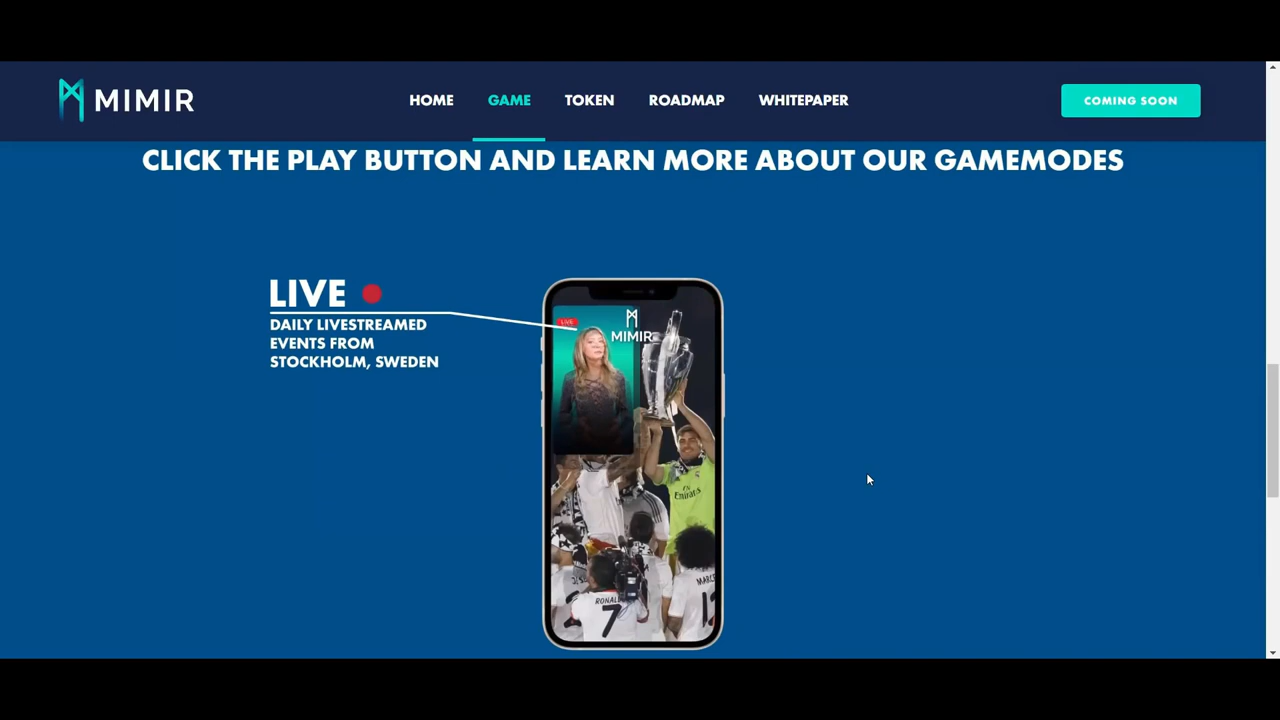 MIMIR
HOME
GAME
TOKEN
ROADMAP
WHITEPAPER
COMING SOON
CLICK THE PLAY BUTTON AND LEARN MORE ABOUT OUR GAMEMODES
LIVE
DAILY LIVESTREAMED
EVENTS FROM
STOCKHOLM, SWEDEN
LIVE
MIMIR
Emirates
7